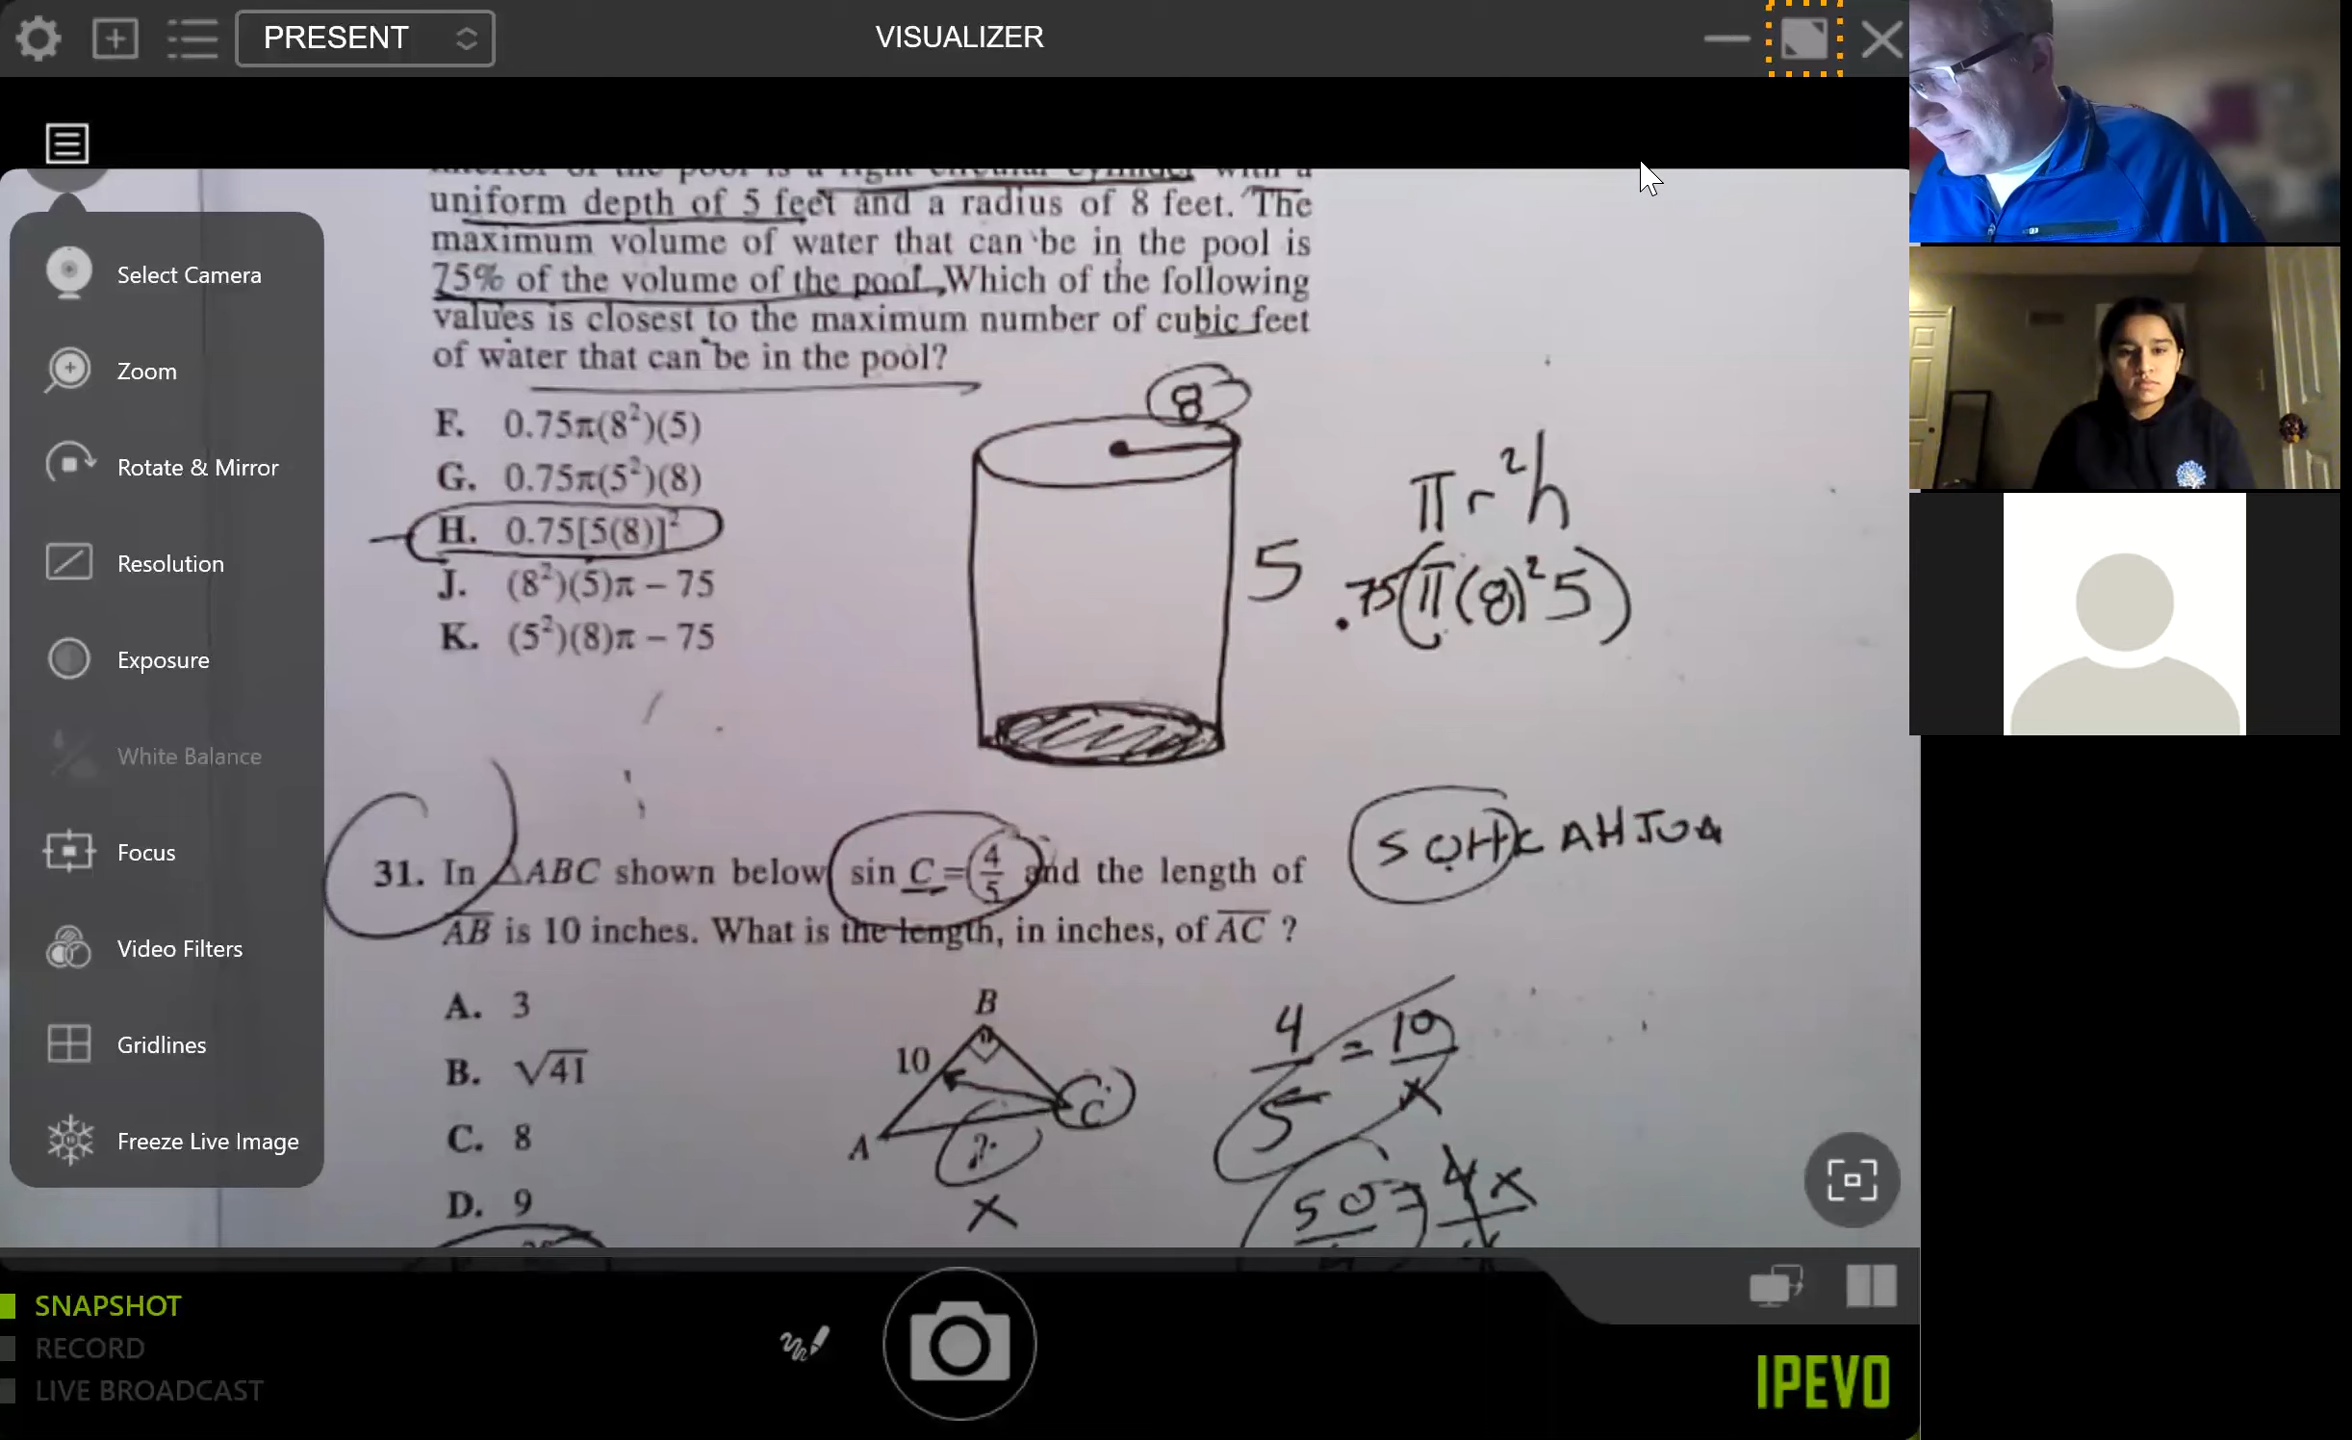 PRESENT
VISUALIZER
uniform depth of 5 feet and a radius of 8 feet. The
maximum volume of water that can be in the pool is
75% of the volume of the pool. Which of the following
values is closest to the maximum number of cubic feet
of water that can be in the pool?
F. 0.75π(8²)(5)
G. 0.75π(5²)(8)
H. 0.75[5(8)]²
J. (8²)(5)π – 75
K. (5²)(8)π – 75
8
5
πr²h
.75(π(8)²5)
31. In △ABC shown below sin C = 4/5 and the length of
AB is 10 inches. What is the length, in inches, of AC ?
SOHCAHTOA
A. 3
B. √41
C. 8
D. 9
B
10
A
C
?
x
4/5 = 10/x
50 = 4x
Select Camera
Zoom
Rotate & Mirror
Resolution
Exposure
White Balance
Focus
Video Filters
Gridlines
Freeze Live Image
SNAPSHOT
RECORD
LIVE BROADCAST
IPEVO